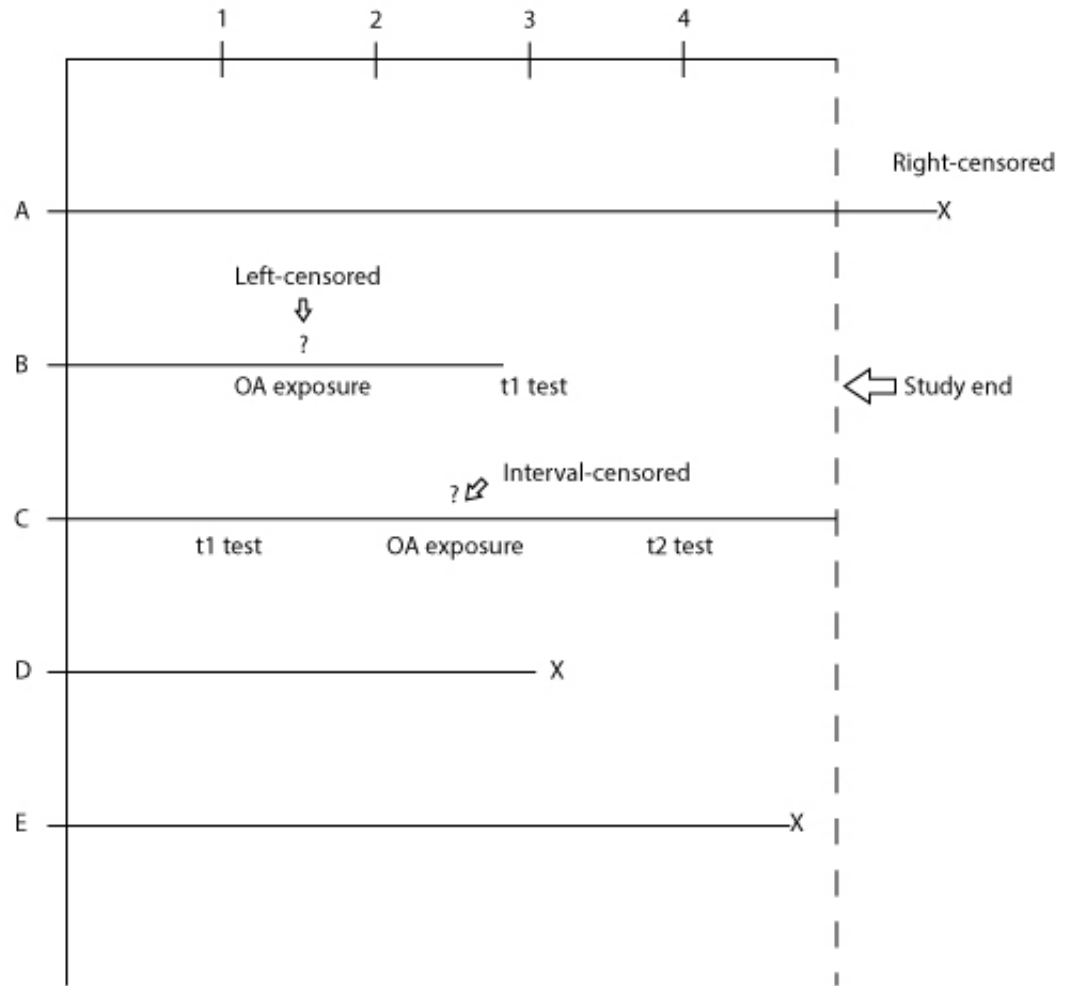 1 2 3 4
Right-censored
A X
Left-censored
?
B
OA exposure t1 test
Study end
Interval-censored
?
C
t1 test OA exposure t2 test
D X
E X